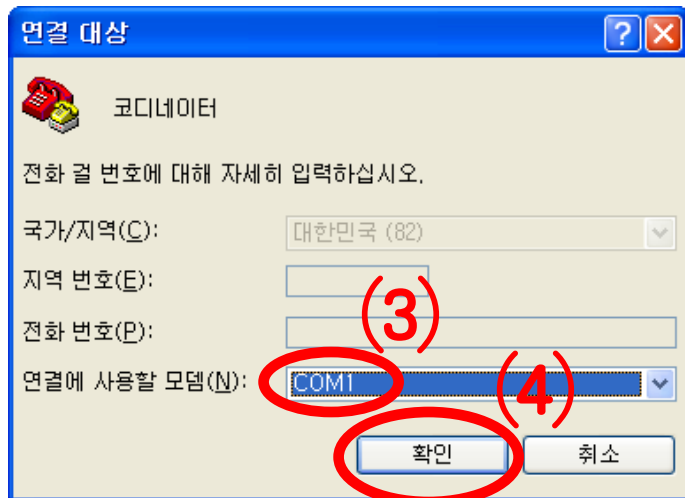 연결 대상
코디네이터
전화 걸 번호에 대해 자세히 입력하십시오.
국가/지역(C): 대한민국 (82)
지역 번호(E):
(3)
전화 번호(P):
연결에 사용할 모뎀(N): COM1
(4)
확인 취소